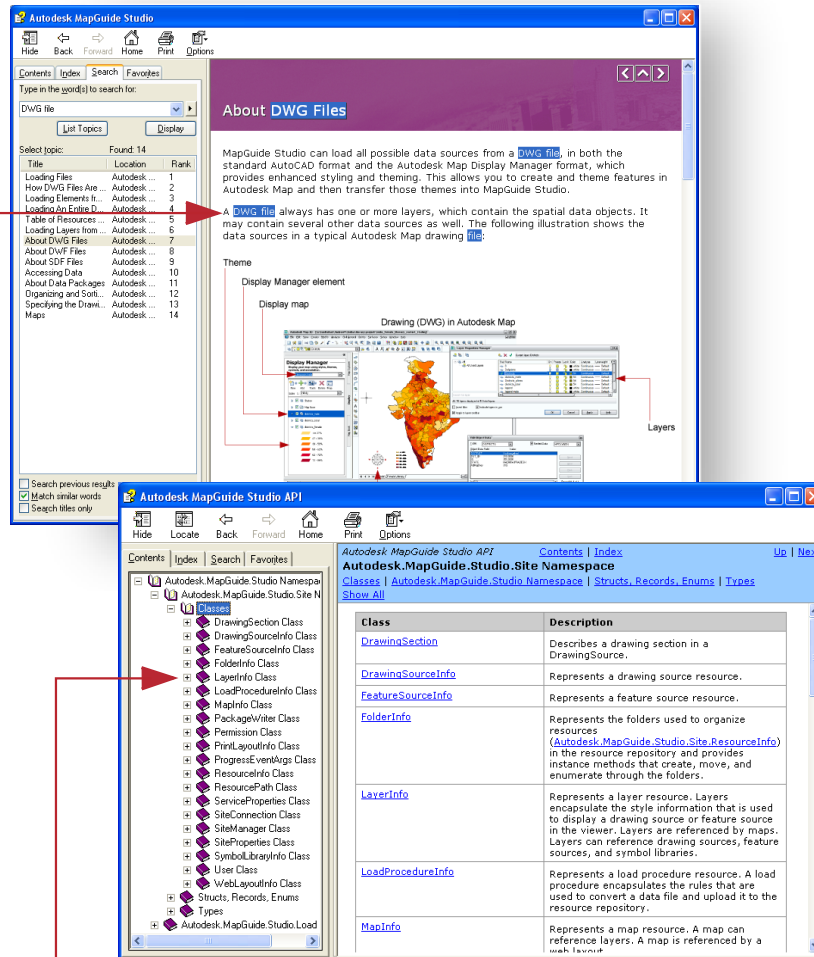 Autodesk MapGuide Studio
Hide Back Forward Home Print Options
Contents Index Search Favorites
Type in the word(s) to search for:
DWG file
List Topics Display
Select topic: Found: 14
Title Location Rank
Loading Files Autodesk ... 1
How DWG Files Are ... Autodesk ... 2
Loading Elements fr... Autodesk ... 3
Loading An Entire D... Autodesk ... 4
Table of Resources ... Autodesk ... 5
Loading Layers from ... Autodesk ... 6
About DWG Files Autodesk ... 7
About DWF Files Autodesk ... 8
About SDF Files Autodesk ... 9
Accessing Data Autodesk ... 10
About Data Packages Autodesk ... 11
Organizing and Sorti... Autodesk ... 12
Specifying the Drawi... Autodesk ... 13
Maps Autodesk ... 14
Search previous results
Match similar words
Search titles only
About DWG Files
MapGuide Studio can load all possible data sources from a DWG file, in both the
standard AutoCAD format and the Autodesk Map Display Manager format, which
provides enhanced styling and theming. This allows you to create and theme features in
Autodesk Map and then transfer those themes into MapGuide Studio.
A DWG file always has one or more layers, which contain the spatial data objects. It
may contain several other data sources as well. The following illustration shows the
data sources in a typical Autodesk Map drawing file:
Theme
Display Manager element
Display map
Drawing (DWG) in Autodesk Map
Display Manager
Layers
Autodesk MapGuide Studio API
Hide Locate Back Forward Home Print Options
Contents Index Search Favorites
Autodesk.MapGuide.Studio Namespa
Autodesk.MapGuide.Studio.Site N
Classes
DrawingSection Class
DrawingSourceInfo Class
FeatureSourceInfo Class
FolderInfo Class
LayerInfo Class
LoadProcedureInfo Class
MapInfo Class
PackageWriter Class
Permission Class
PrintLayoutInfo Class
ProgressEventArgs Class
ResourceInfo Class
ResourcePath Class
ServiceProperties Class
SiteConnection Class
SiteManager Class
SiteProperties Class
SymbolLibraryInfo Class
User Class
WebLayoutInfo Class
Structs, Records, Enums
Types
Autodesk.MapGuide.Studio.Load
Autodesk MapGuide Studio API Contents | Index Up | Nex
Autodesk.MapGuide.Studio.Site Namespace
Classes | Autodesk.MapGuide.Studio Namespace | Structs, Records, Enums | Types
Show All
Class Description
DrawingSection Describes a drawing section in a
DrawingSource.
DrawingSourceInfo Represents a drawing source resource.
FeatureSourceInfo Represents a feature source resource.
FolderInfo Represents the folders used to organize
resources
(Autodesk.MapGuide.Studio.Site.ResourceInfo)
in the resource repository and provides
instance methods that create, move, and
enumerate through the folders.
LayerInfo Represents a layer resource. Layers
encapsulate the style information that is used
to display a drawing source or feature source
in the viewer. Layers are referenced by maps.
Layers can reference drawing sources, feature
sources, and symbol libraries.
LoadProcedureInfo Represents a load procedure resource. A load
procedure encapsulates the rules that are
used to convert a data file and upload it to the
resource repository.
MapInfo Represents a map resource. A map can
reference layers. A map is referenced by a
web layout.